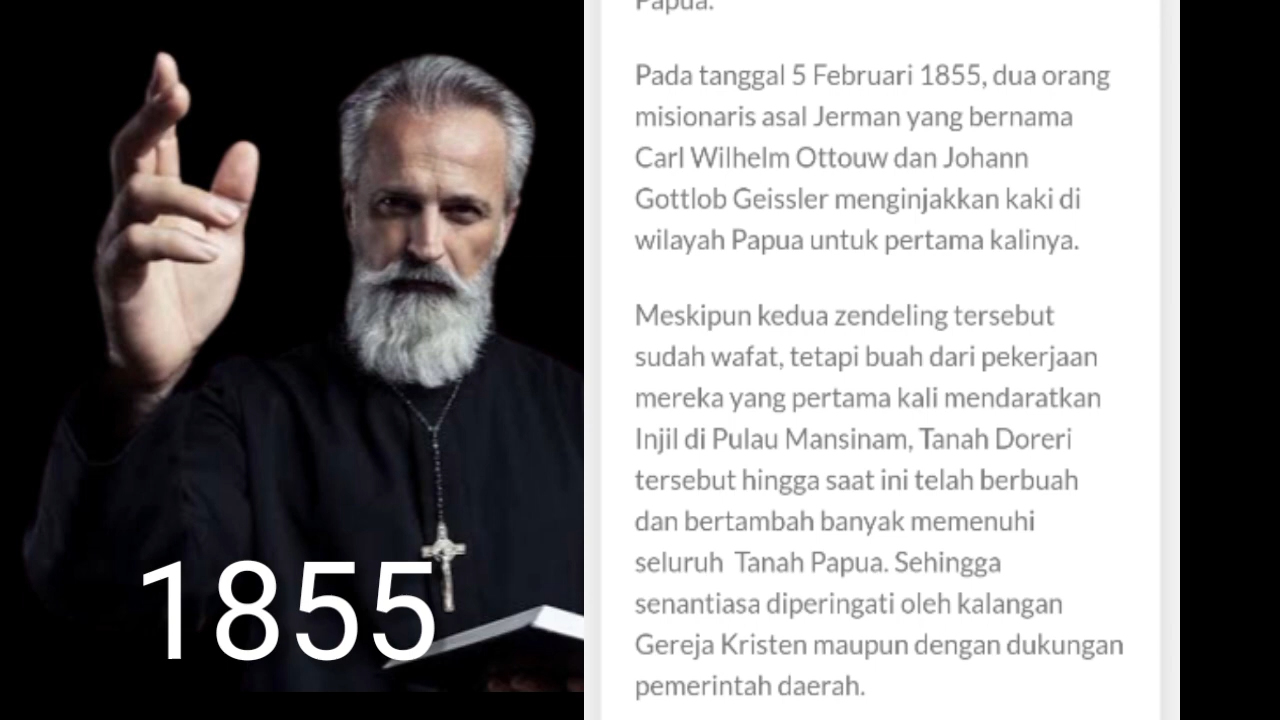 1855
Papua.
Pada tanggal 5 Februari 1855, dua orang
misionaris asal Jerman yang bernama
Carl Wilhelm Ottouw dan Johann
Gottlob Geissler menginjakkan kaki di
wilayah Papua untuk pertama kalinya.
Meskipun kedua zendeling tersebut
sudah wafat, tetapi buah dari pekerjaan
mereka yang pertama kali mendaratkan
Injil di Pulau Mansinam, Tanah Doreri
tersebut hingga saat ini telah berbuah
dan bertambah banyak memenuhi
seluruh Tanah Papua. Sehingga
senantiasa diperingati oleh kalangan
Gereja Kristen maupun dengan dukungan
pemerintah daerah.